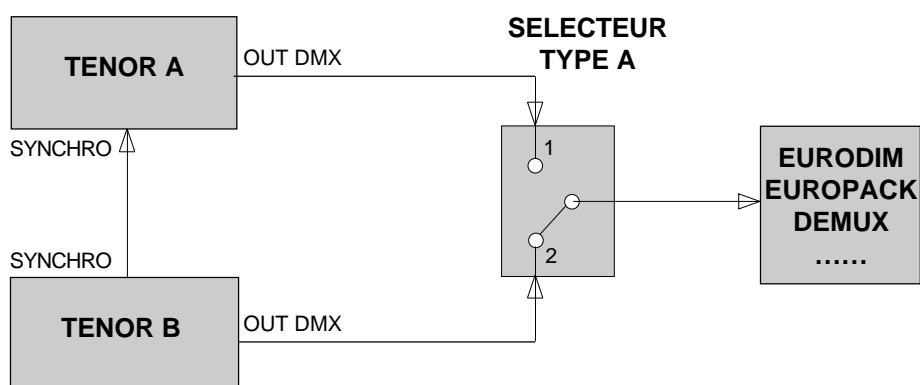 SELECTEUR
TYPE A
TENOR A
OUT DMX
SYNCHRO
1
2
EURODIM
EUROPACK
DEMUX
......
SYNCHRO
TENOR B
OUT DMX